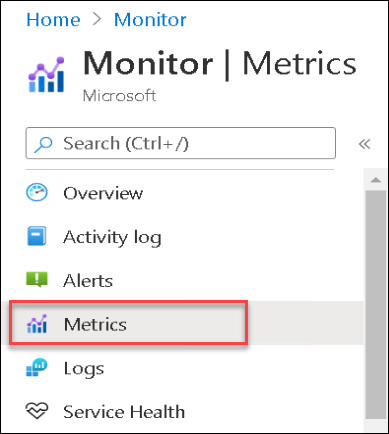 Home > Monitor
Monitor | Metrics
Microsoft
Search (Ctrl+/)
Overview
Activity log
Alerts
Metrics
Logs
Service Health